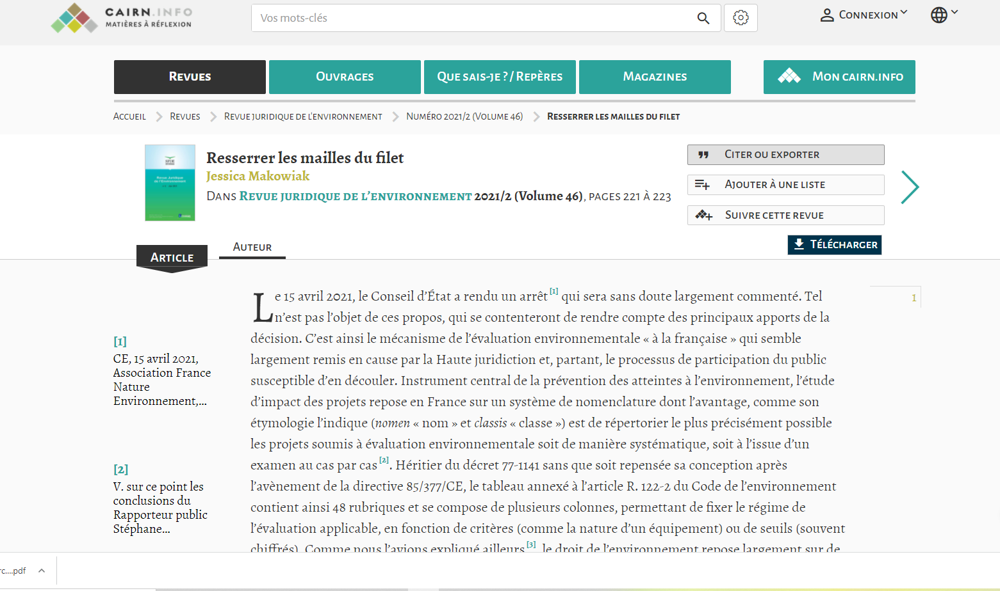 CAIRN.INFO
MATIÈRES À RÉFLEXION
Vos mots-clés
Connexion
Revues
Ouvrages
Que sais-je ? / Repères
Magazines
Mon cairn.info
Accueil
Revues
Revue juridique de l'environnement
Numéro 2021/2 (Volume 46)
Resserrer les mailles du filet
Resserrer les mailles du filet
Jessica Makowiak
Dans Revue juridique de l’environnement 2021/2 (Volume 46), pages 221 à 223
Citer ou exporter
Ajouter à une liste
Suivre cette revue
Télécharger
Article
Auteur
Le 15 avril 2021, le Conseil d’État a rendu un arrêt [1] qui sera sans doute largement commenté. Tel
n’est pas l’objet de ces propos, qui se contenteront de rendre compte des principaux apports de la
décision. C’est ainsi le mécanisme de l’évaluation environnementale « à la française » qui semble
largement remis en cause par la Haute juridiction et, partant, le processus de participation du public
susceptible d’en découler. Instrument central de la prévention des atteintes à l’environnement, l’étude
d’impact des projets repose en France sur un système de nomenclature dont l’avantage, comme son
étymologie l’indique (nomen « nom » et classis « classe ») est de répertorier le plus précisément possible
les projets soumis à évaluation environnementale soit de manière systématique, soit à l’issue d’un
examen au cas par cas [2]. Héritier du décret 77-1141 sans que soit repensée sa conception après
l’avènement de la directive 85/377/CE, le tableau annexé à l’article R. 122-2 du Code de l’environnement
contient ainsi 48 rubriques et se compose de plusieurs colonnes, permettant de fixer le régime de
l’évaluation applicable, en fonction de critères (comme la nature d’un équipement) ou de seuils (souvent
chiffrés). Comme nous l’avions expliqué ailleurs [3], le droit de l’environnement repose largement sur de
1
[1]
CE, 15 avril 2021,
Association France
Nature
Environnement,...
[2]
V. sur ce point les
conclusions du
Rapporteur public
Stéphane...
rc....pdf